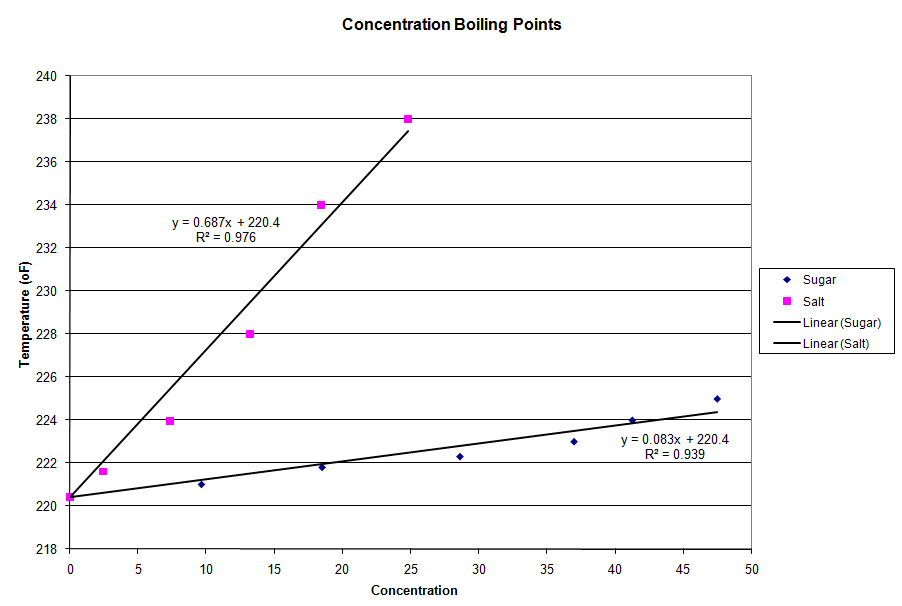 Concentration Boiling Points
240
238
236
234
232
230
228
226
224
222
220
218
Temperature (oF)
y = 0.687x + 220.4
R² = 0.976
y = 0.083x + 220.4
R² = 0.939
0 5 10 15 20 25 30 35 40 45 50
Concentration
Sugar
Salt
Linear (Sugar)
Linear (Salt)